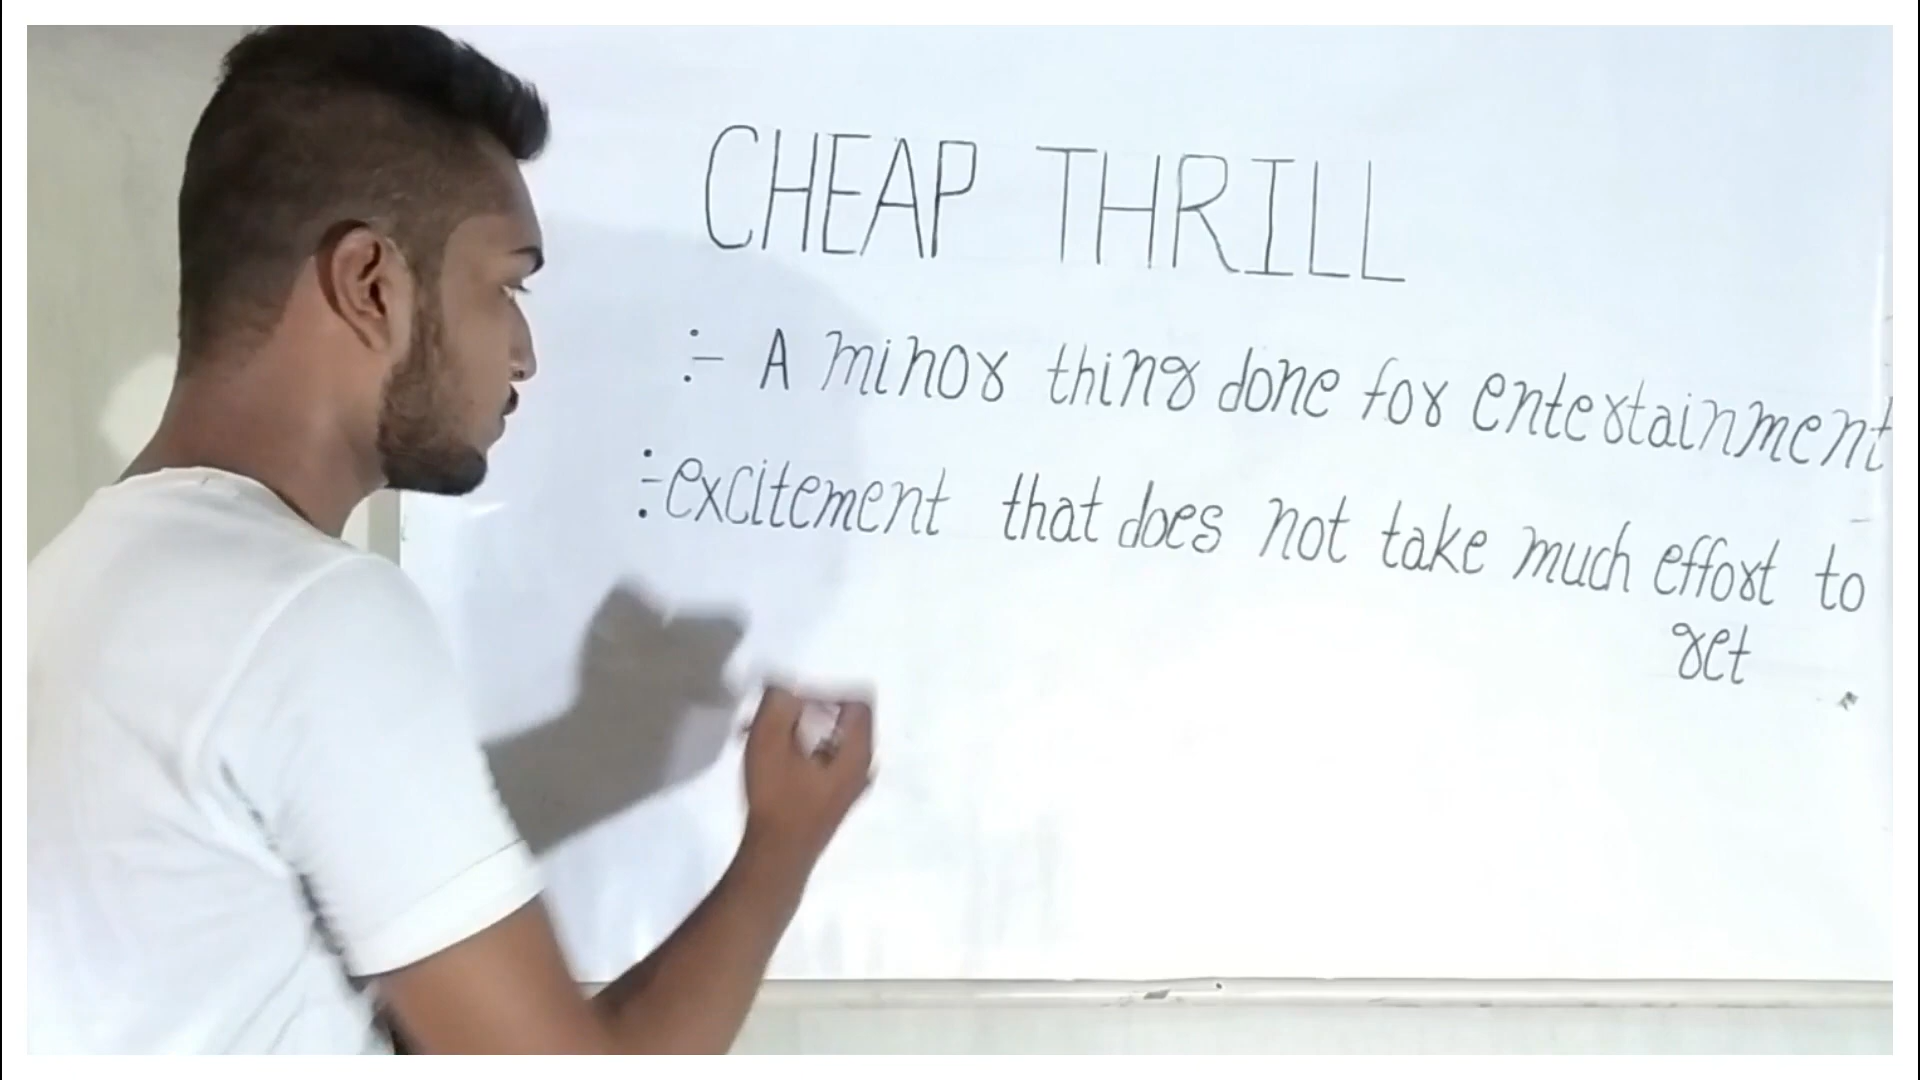 CHEAP THRILL
:- A minor thing done for entertainment
:- excitement that does not take much effort to
get